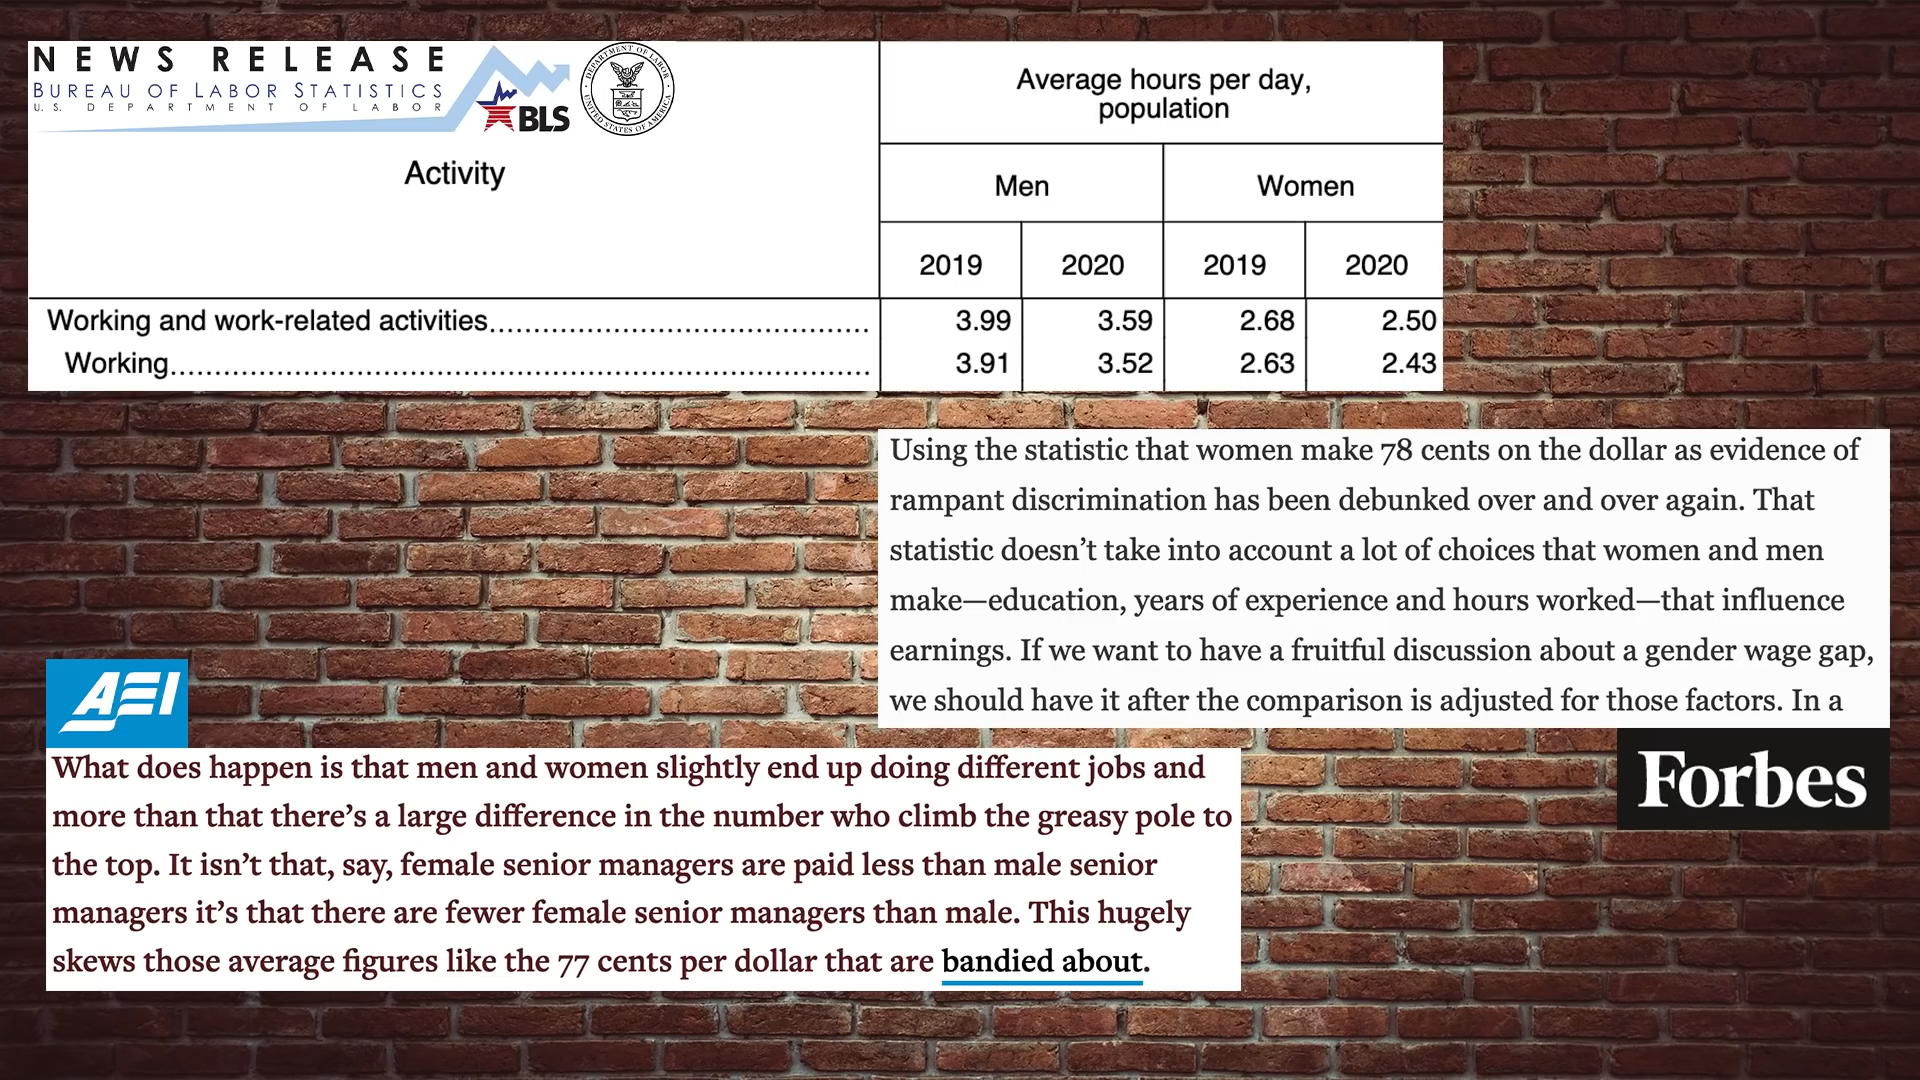 NEWS RELEASE
BUREAU OF LABOR STATISTICS
U.S. DEPARTMENT OF LABOR
BLS
DEPARTMENT OF LABOR
UNITED STATES OF AMERICA
Average hours per day,
population
Activity
Men Women
2019 2020 2019 2020
Working and work-related activities.......................................... 3.99 3.59 2.68 2.50
Working............................................................................... 3.91 3.52 2.63 2.43
Using the statistic that women make 78 cents on the dollar as evidence of
rampant discrimination has been debunked over and over again. That
statistic doesn’t take into account a lot of choices that women and men
make—education, years of experience and hours worked—that influence
earnings. If we want to have a fruitful discussion about a gender wage gap,
we should have it after the comparison is adjusted for those factors. In a
Forbes
AEI
What does happen is that men and women slightly end up doing different jobs and
more than that there’s a large difference in the number who climb the greasy pole to
the top. It isn’t that, say, female senior managers are paid less than male senior
managers it’s that there are fewer female senior managers than male. This hugely
skews those average figures like the 77 cents per dollar that are bandied about.